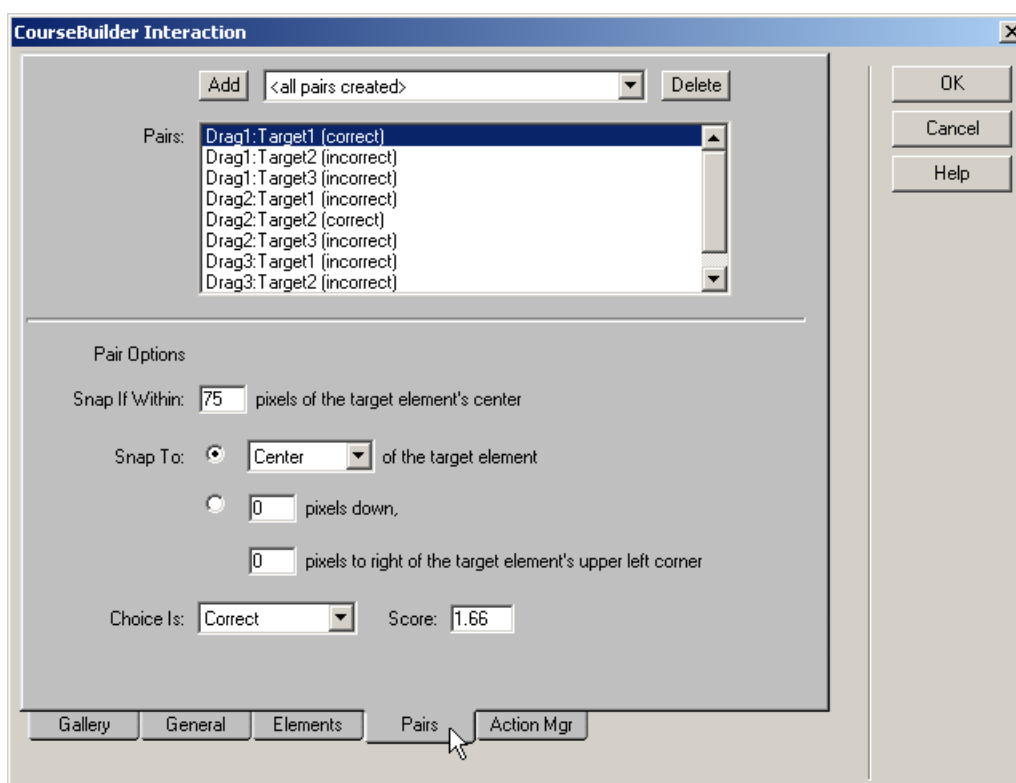 CourseBuilder Interaction
Add <all pairs created> Delete
OK
Cancel
Help
Pairs:
Drag1:Target1 (correct)
Drag1:Target2 (incorrect)
Drag1:Target3 (incorrect)
Drag2:Target1 (incorrect)
Drag2:Target2 (correct)
Drag2:Target3 (incorrect)
Drag3:Target1 (incorrect)
Drag3:Target2 (incorrect)
Pair Options
Snap If Within: 75 pixels of the target element's center
Snap To: Center of the target element
0 pixels down,
0 pixels to right of the target element's upper left corner
Choice Is: Correct Score: 1.66
Gallery General Elements Pairs Action Mgr